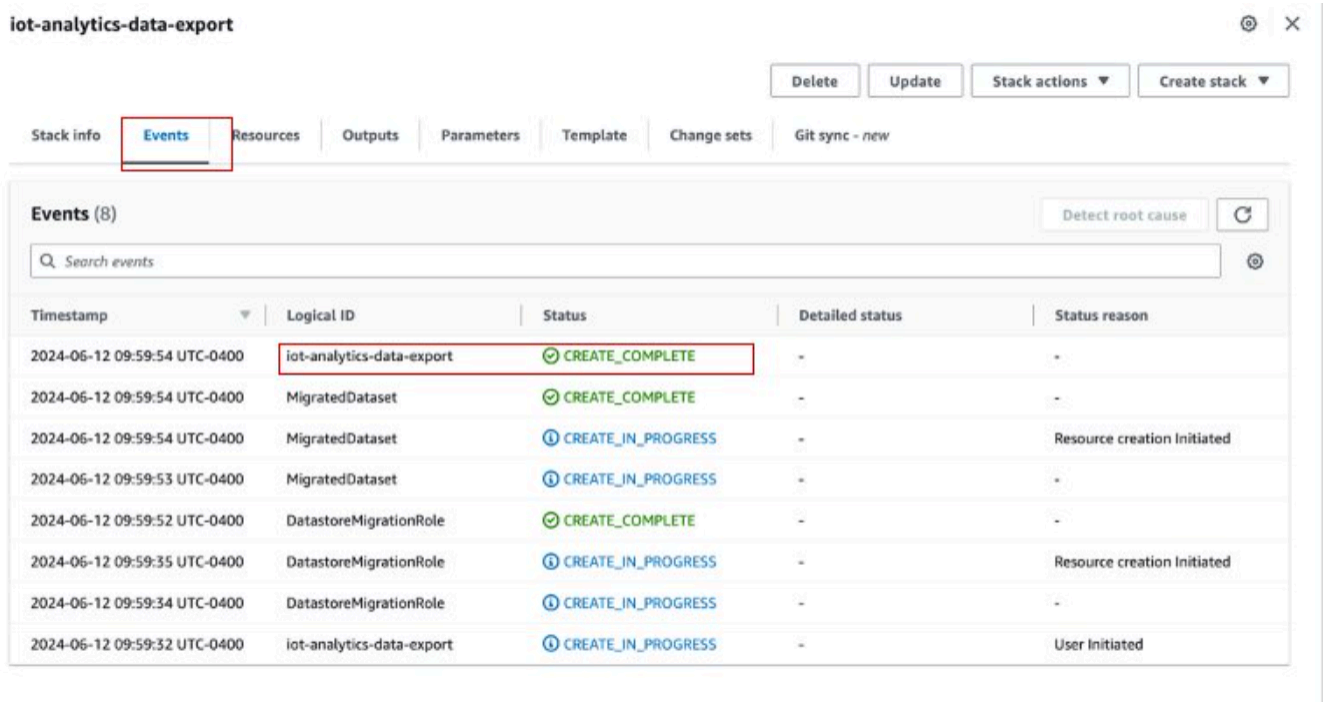 iot-analytics-data-export
Delete Update Stack actions Create stack
Stack info Events Resources Outputs Parameters Template Change sets Git sync - new
Events (8) Detect root cause
Search events
Timestamp Logical ID Status Detailed status Status reason
2024-06-12 09:59:54 UTC-0400 iot-analytics-data-export CREATE_COMPLETE - -
2024-06-12 09:59:54 UTC-0400 MigratedDataset CREATE_COMPLETE - -
2024-06-12 09:59:54 UTC-0400 MigratedDataset CREATE_IN_PROGRESS - Resource creation Initiated
2024-06-12 09:59:53 UTC-0400 MigratedDataset CREATE_IN_PROGRESS - -
2024-06-12 09:59:52 UTC-0400 DatastoreMigrationRole CREATE_COMPLETE - -
2024-06-12 09:59:35 UTC-0400 DatastoreMigrationRole CREATE_IN_PROGRESS - Resource creation Initiated
2024-06-12 09:59:34 UTC-0400 DatastoreMigrationRole CREATE_IN_PROGRESS - -
2024-06-12 09:59:32 UTC-0400 iot-analytics-data-export CREATE_IN_PROGRESS - User Initiated